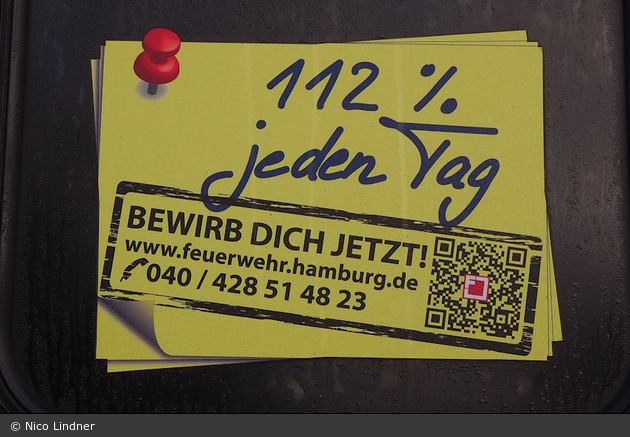 112 %
jeden Tag
BEWIRB DICH JETZT!
www.feuerwehr.hamburg.de
040 / 428 51 48 23
© Nico Lindner